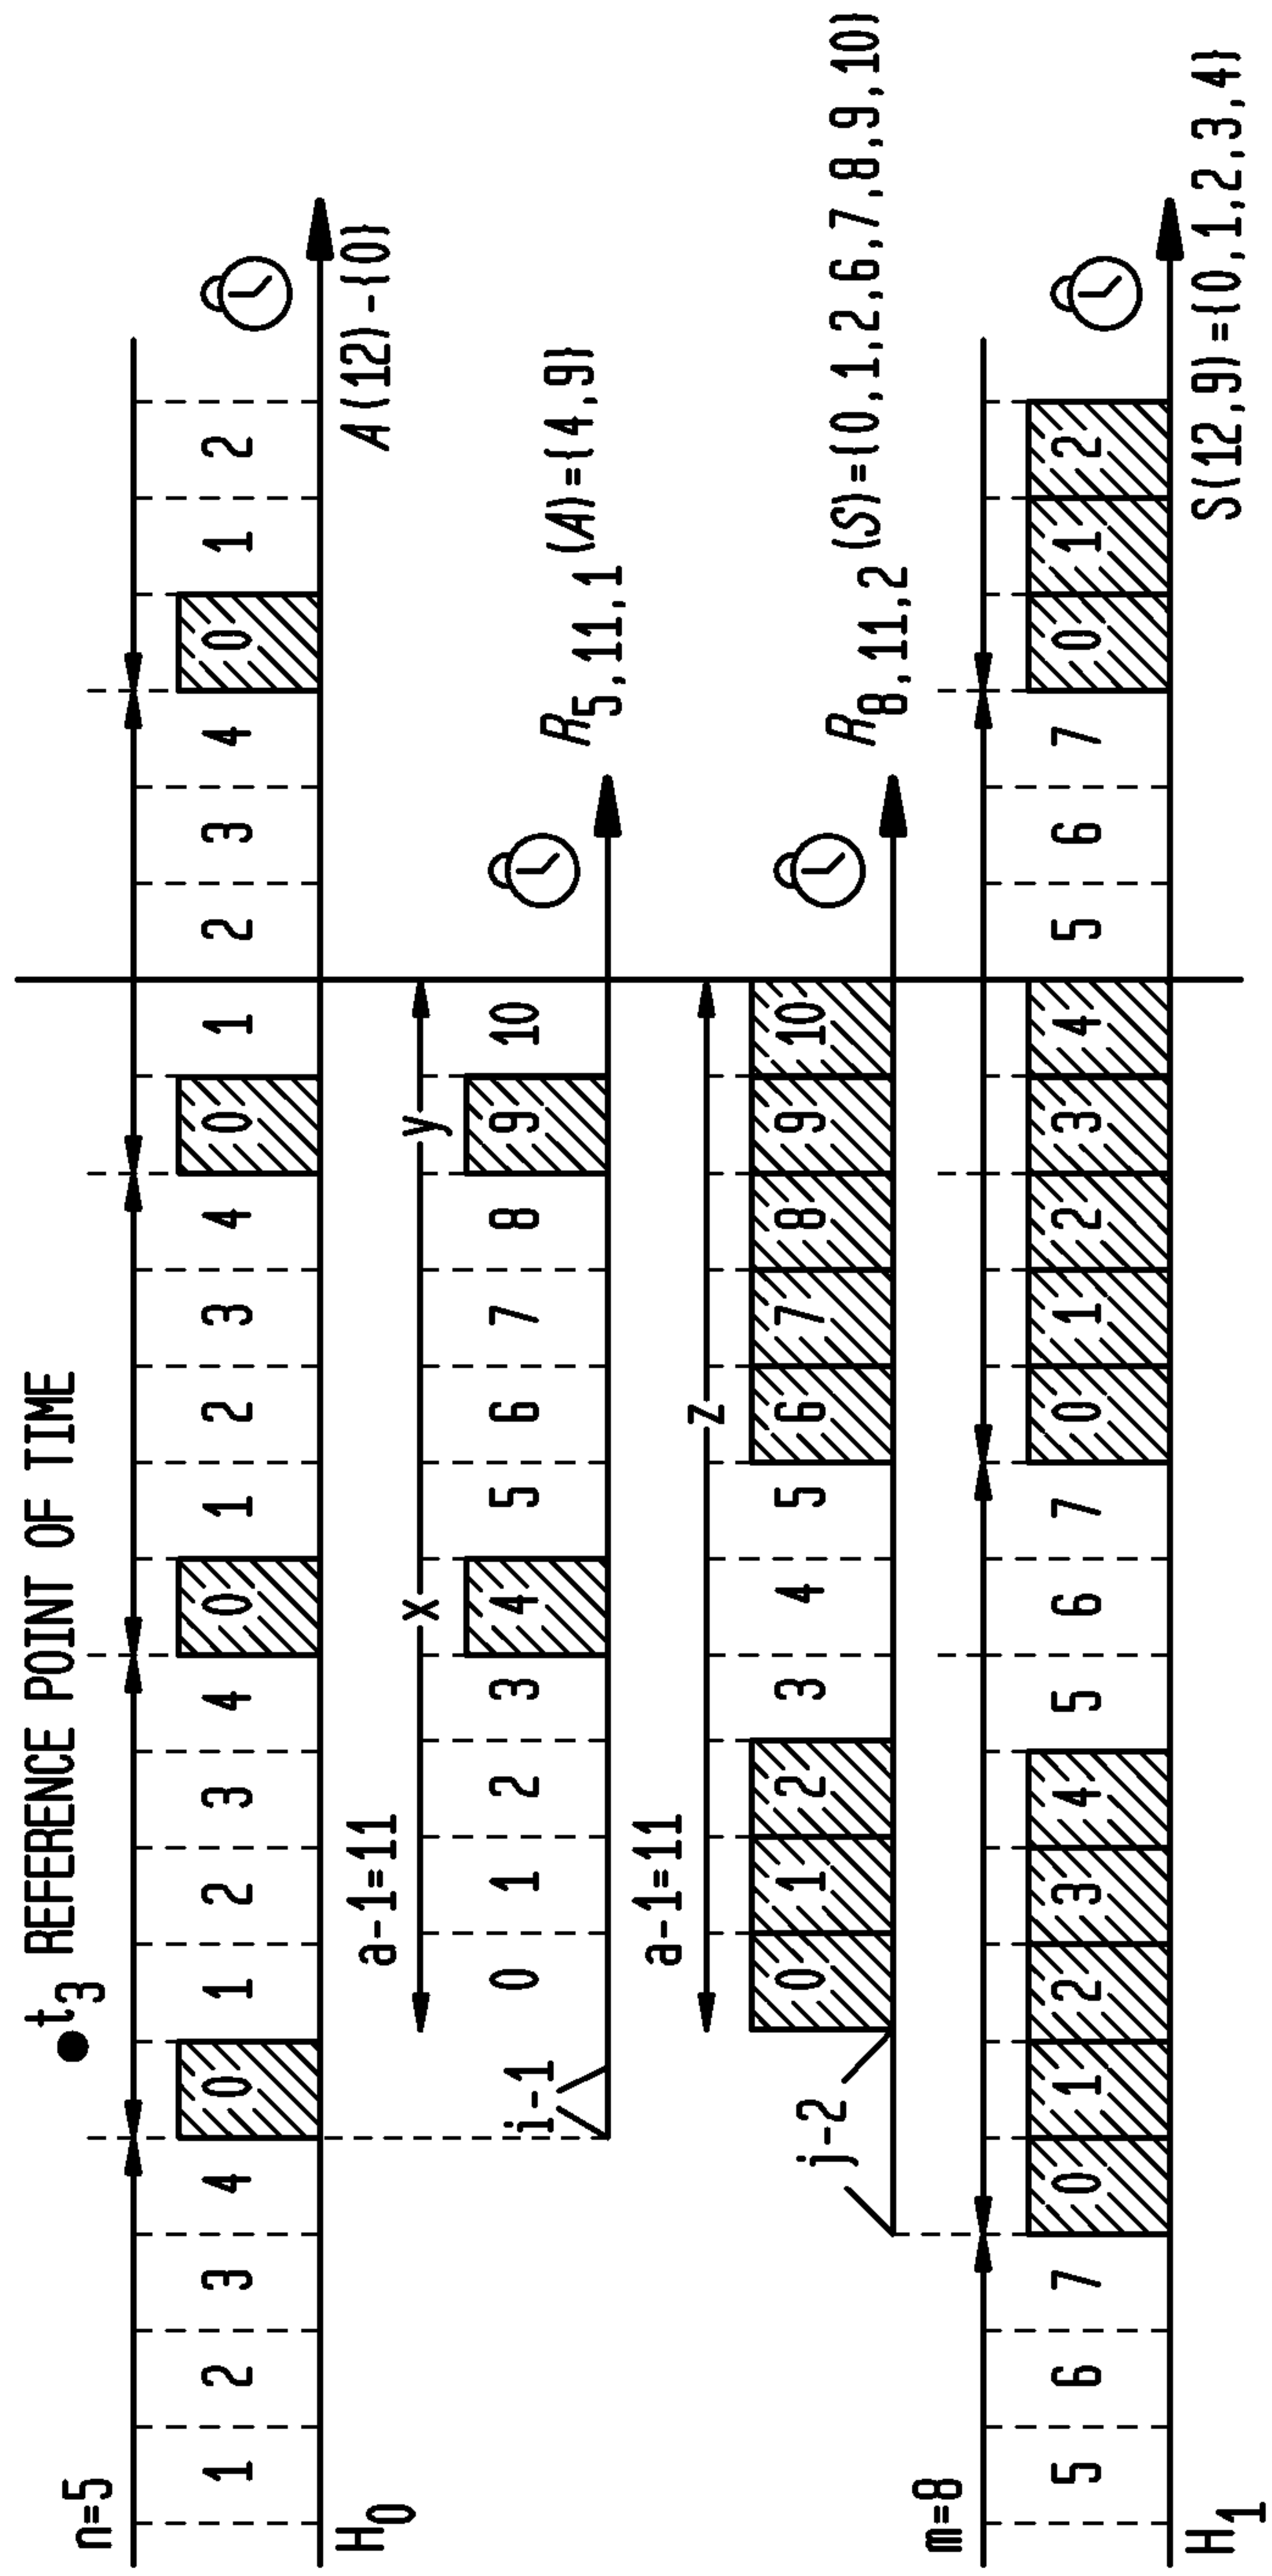 t3 REFERENCE POINT OF TIME
n=5
1 2 3 4 0 1 2 3 4 0 1 2 3 4 0 1 2 3 4 0 1 2
H0
A(12)-{0}
a-1=11
x y
i-1
0 1 2 3 4 5 6 7 8 9 10
R5,11,1(A)={4,9}
a-1=11
z
0 1 2 3 4 5 6 7 8 9 10
j-2
R8,11,2(S)={0,1,2,6,7,8,9,10}
m=8
5 6 7 0 1 2 3 4 5 6 7 0 1 2 3 4 5 6 7 0 1 2
H1
S(12,9)={0,1,2,3,4}